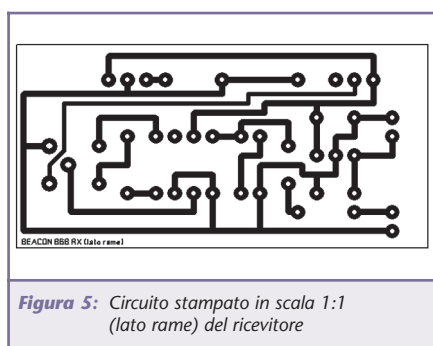 BEACON 868 RX (lato rame)
Figura 5: Circuito stampato in scala 1:1
(lato rame) del ricevitore